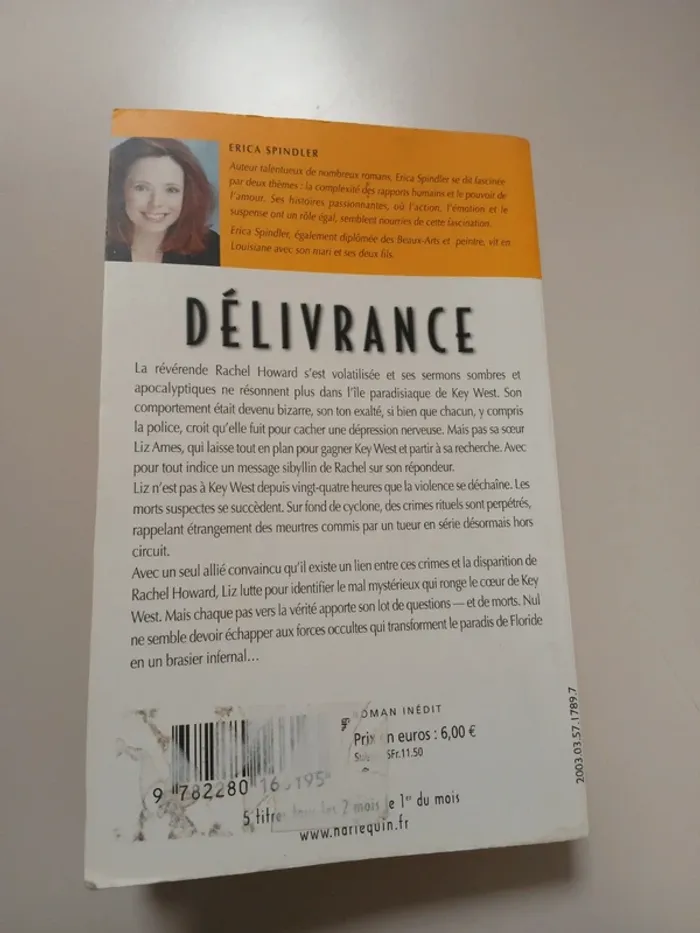 ERICA SPINDLER
Auteur talentueux de nombreux romans, Erica Spindler se dit fascinée
par deux thèmes : la complexité des rapports humains et le pouvoir de
l'amour. Ses histoires passionnantes, où l'action, l'émotion et le
suspense ont un rôle égal, semblent nourries de cette fascination.
Erica Spindler, également diplômée des Beaux-Arts et peintre, vit en
Louisiane avec son mari et ses deux fils.
DÉLIVRANCE
La révérende Rachel Howard s'est volatilisée et ses sermons sombres et
apocalyptiques ne résonnent plus dans l'île paradisiaque de Key West. Son
comportement était devenu bizarre, son ton exalté, si bien que chacun, y compris
la police, croit qu'elle fuit pour cacher une dépression nerveuse. Mais pas sa sœur
Liz Ames, qui laisse tout en plan pour gagner Key West et partir à sa recherche. Avec
pour tout indice un message sibyllin de Rachel sur son répondeur.
Liz n'est pas à Key West depuis vingt-quatre heures que la violence se déchaîne. Les
morts suspectes se succèdent. Sur fond de cyclone, des crimes rituels sont perpétrés,
rappelant étrangement des meurtres commis par un tueur en série désormais hors
circuit.
Avec un seul allié convaincu qu'il existe un lien entre ces crimes et la disparition de
Rachel Howard, Liz lutte pour identifier le mal mystérieux qui ronge le cœur de Key
West. Mais chaque pas vers la vérité apporte son lot de questions — et de morts. Nul
ne semble devoir échapper aux forces occultes qui transforment le paradis de Floride
en un brasier infernal...
ROMAN INÉDIT
Prix en euros : 6,00 €
SFr.11.50
9 782280 16 195
5 titres tous les 2 mois le 1er du mois
www.harlequin.fr
2003.03.57.1789.7